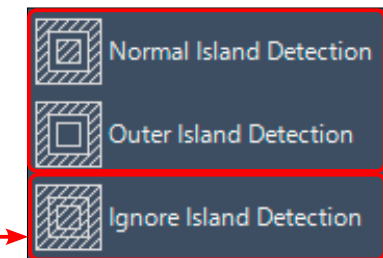 Normal Island Detection
Outer Island Detection
Ignore Island Detection